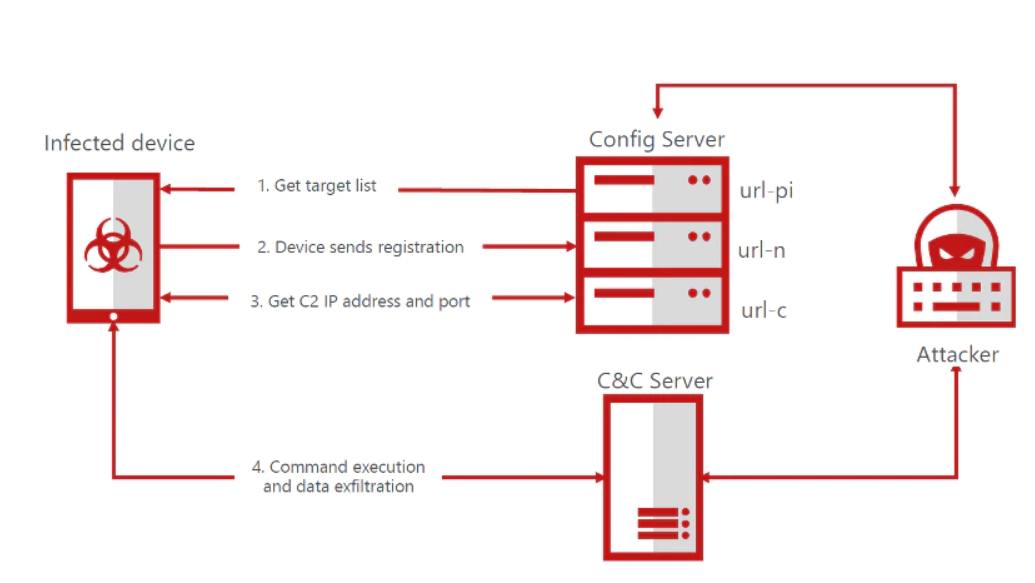 Infected device
Config Server
1. Get target list
url-pi
2. Device sends registration
url-n
3. Get C2 IP address and port
url-c
Attacker
C&C Server
4. Command execution
and data exfiltration